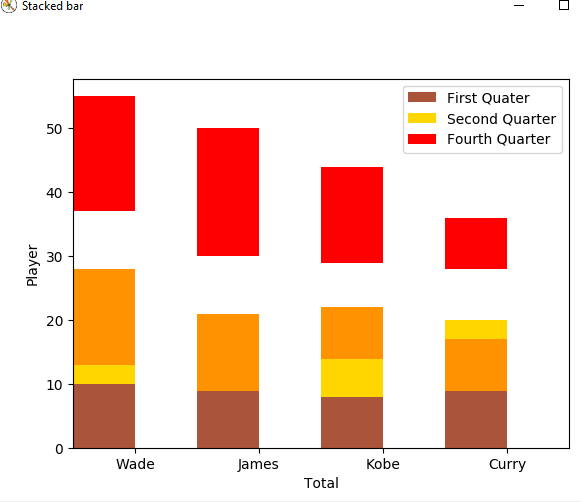 Stacked bar
First Quater
Second Quarter
Fourth Quarter
50
40
30
20
10
0
Player
Wade James Kobe Curry
Total